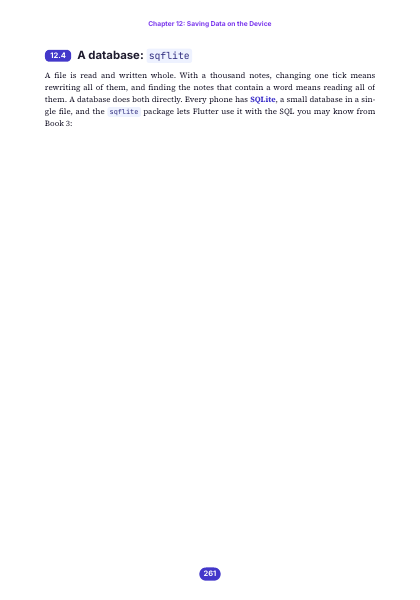 Chapter 12: Saving Data on the Device
12.4 A database: sqflite
A file is read and written whole. With a thousand notes, changing one tick means
rewriting all of them, and finding the notes that contain a word means reading all of
them. A database does both directly. Every phone has SQLite, a small database in a sin-
gle file, and the sqflite package lets Flutter use it with the SQL you may know from
Book 3:
261